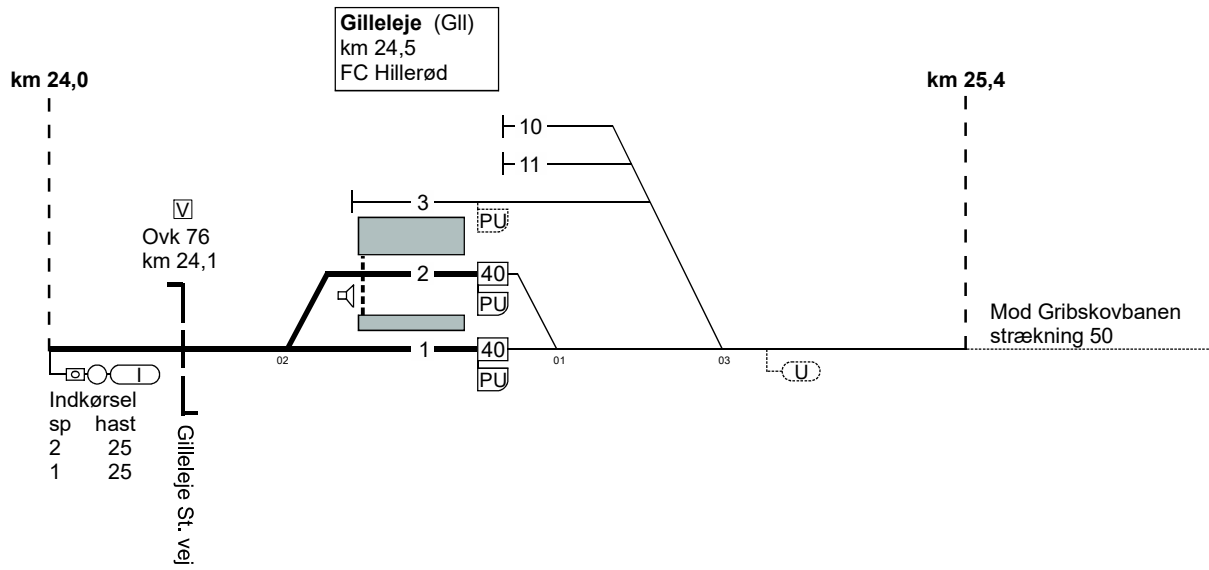 Gilleleje (Gll)
km 24,5
FC Hillerød
km 24,0
km 25,4
10
11
3
PU
V
Ovk 76
km 24,1
2
40
PU
Mod Gribskovbanen
strækning 50
1
40
02
01
03
PU
I
U
Indkørsel
sp hast
2 25
1 25
Gilleleje St. vej